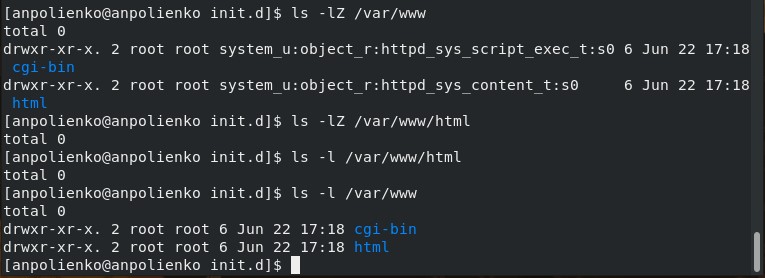 [anpolienko@anpolienko init.d]$ ls -lZ /var/www
total 0
drwxr-xr-x. 2 root root system_u:object_r:httpd_sys_script_exec_t:s0 6 Jun 22 17:18
 cgi-bin
drwxr-xr-x. 2 root root system_u:object_r:httpd_sys_content_t:s0     6 Jun 22 17:18
 html
[anpolienko@anpolienko init.d]$ ls -lZ /var/www/html
total 0
[anpolienko@anpolienko init.d]$ ls -l /var/www/html
total 0
[anpolienko@anpolienko init.d]$ ls -l /var/www
total 0
drwxr-xr-x. 2 root root 6 Jun 22 17:18 cgi-bin
drwxr-xr-x. 2 root root 6 Jun 22 17:18 html
[anpolienko@anpolienko init.d]$